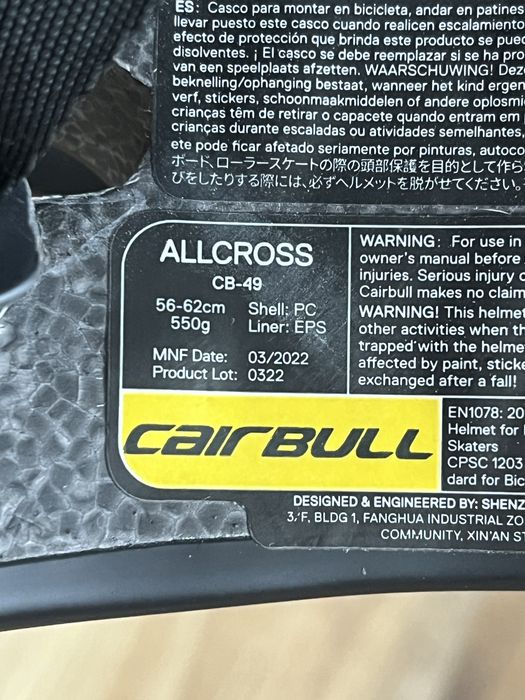 ES: Casco para montar en bicicleta, andar en patines
llevar puesto este casco cuando realicen escalamiento
efecto de protección que brinda este producto se pued
disolventes. ¡ El casco se debe reemplazar si se ha pro
van een speelplaats afzetten. WAARSCHUWING! Deze
beknelling/ophanging bestaat, wanneer het kind ergen
verf, stickers, schoonmaakmiddelen of andere oplosmi
crianças têm de retirar o capacete quando entram em
crianças durante escaladas ou atividades semelhantes,
ete pode ficar afetado seriamente por pinturas, autoco
ボード、ローラースケートの際の頭部保護を目的として作ら
びをしたりする際には、必ずヘルメットを脱がせてください。
ALLCROSS
CB-49
56-62cm Shell: PC
550g Liner: EPS
MNF Date: 03/2022
Product Lot: 0322
WARNING: For use in
owner's manual before
injuries. Serious injury o
Cairbull makes no claim
WARNING! This helmet
other activities when th
trapped with the helme
affected by paint, sticke
exchanged after a fall!
cairBULL
EN1078: 20
Helmet for
Skaters
CPSC 1203
dard for Bic
DESIGNED & ENGINEERED BY: SHENZ
3/F, BLDG 1, FANGHUA INDUSTRIAL ZO
COMMUNITY, XIN'AN ST